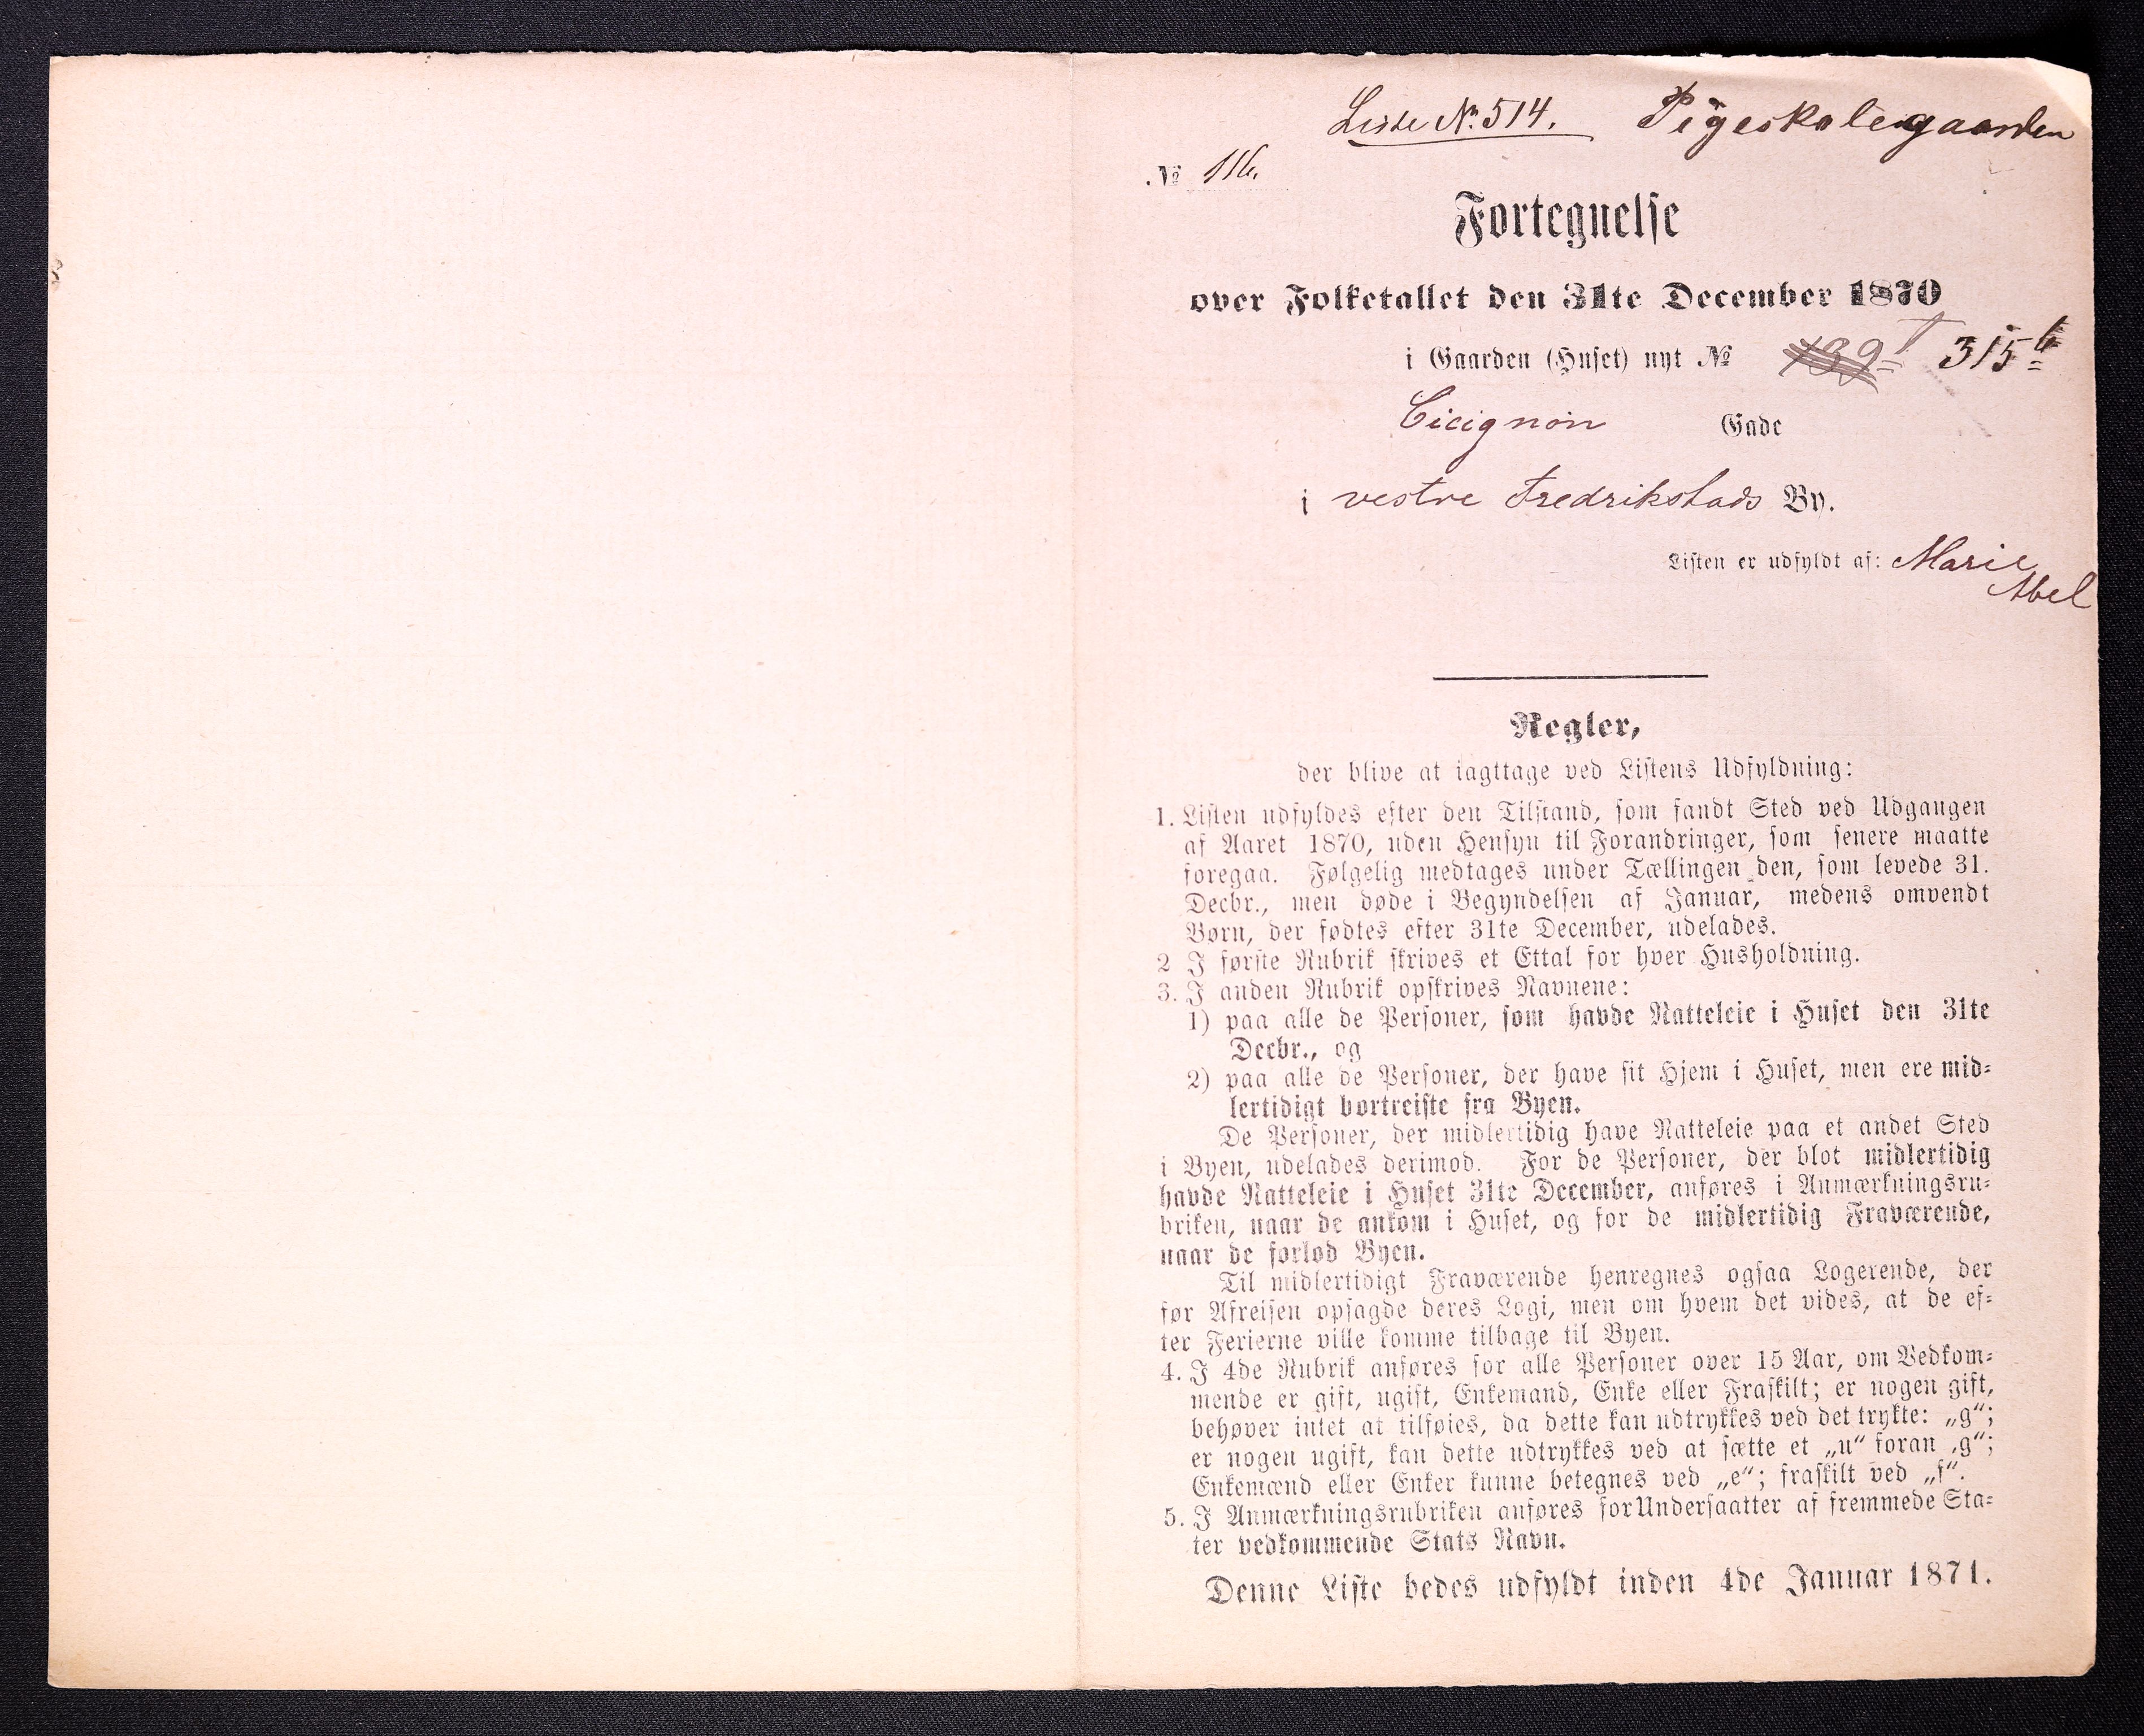 Liste No. 514. Pigeskolegaarden
No 116.
Fortegnelse
over Folketallet den 31te December 1870
i Gaarden (Huset) nyt No 139 315b
Cicignon Gade
i vestre Fredrikstads By.
Listen er udfyldt af: Marie
Abel
Regler,
der blive at iagttage ved Listens Udfyldning:
1. Listen udfyldes efter den Tilstand, som fandt Sted ved Udgangen
af Aaret 1870, uden Hensyn til Forandringer, som senere maatte
foregaa. Følgelig medtages under Tællingen den, som levede 31.
Decbr., men døde i Begyndelsen af Januar, medens omvendt
Børn, der fødtes efter 31te December, udelades.
2 I første Rubrik skrives et Ettal for hver Husholdning.
3. I anden Rubrik opskrives Navnene:
1) paa alle de Personer, som havde Natteleie i Huset den 31te
Decbr., og
2) paa alle de Personer, der have sit Hjem i Huset, men ere mid-
lertidigt bortreiste fra Byen.
De Personer, der midlertidig have Natteleie paa et andet Sted
i Byen, udelades derimod. For de Personer, der blot midlertidig
havde Natteleie i Huset 31te December, anføres i Anmærkningsru-
briken, naar de ankom i Huset, og for de midlertidig Fraværende,
naar de forlod Byen.
Til midlertidigt Fraværende henregnes ogsaa Logerende, der
før Afreisen opsagde deres Logi, men om hvem det vides, at de ef-
ter Ferierne ville komme tilbage til Byen.
4. I 4de Rubrik anføres for alle Personer over 15 Aar, om Vedkom-
mende er gift, ugift, Enkemand, Enke eller Fraskilt; er nogen gift,
behøver intet at tilføies, da dette kan udtrykkes ved det trykte: „g“;
er nogen ugift, kan dette udtrykkes ved at sætte et „u“ foran „g“;
Enkemænd eller Enker kunne betegnes ved „e“; fraskilt ved „f“.
5. I Anmærkningsrubriken anføres for Undersaatter af fremmede Sta-
ter vedkommende Stats Navn.
Denne Liste bedes udfyldt inden 4de Januar 1871.